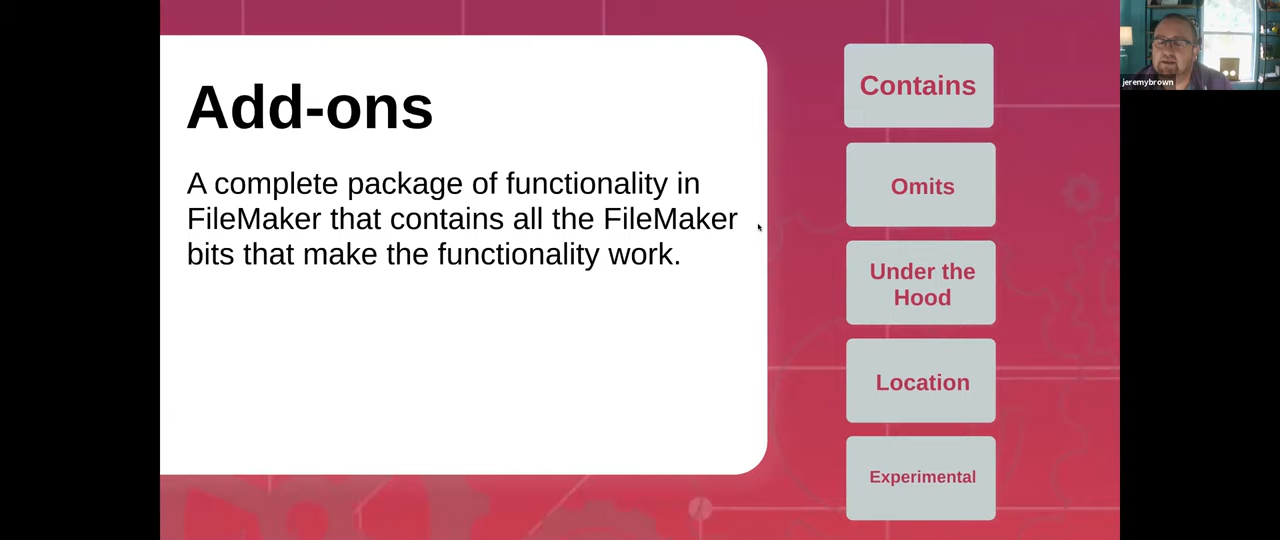 Add-ons
A complete package of functionality in
FileMaker that contains all the FileMaker
bits that make the functionality work.
Contains
Omits
Under the
Hood
Location
Experimental
jeremybrown